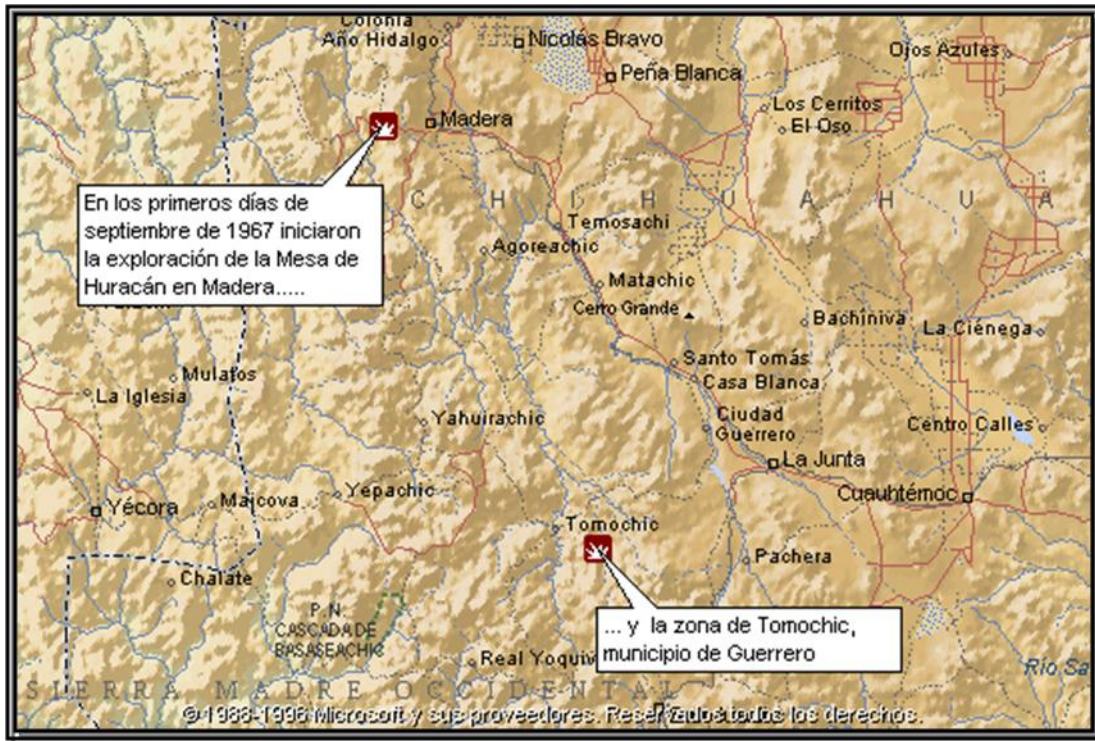 Colonia
Año Hidalgo
Nicolás Bravo
Ojos Azules
Peña Blanca
Los Cerritos
El Oso
Madera
En los primeros días de
septiembre de 1967 iniciaron
la exploración de la Mesa de
Huracán en Madera.....
C H I H U A H U A
Temosachi
Agoreachic
Matachic
Cerro Grande
Bachíniva
La Ciénega
Santo Tomás
Casa Blanca
Mulatos
La Iglesia
Yahuirachic
Ciudad
Guerrero
Centro Calles
La Junta
Cuauhtémoc
Yepachic
Maicova
Yécora
Tomochic
Pachera
Chalate
P.N.
CASCADA DE
BASASEACHIC
... y la zona de Tomochic,
municipio de Guerrero
Real Yoquiv
Río Sa
SIERRA MADRE OCCIDENTAL
© 1988-1996 Microsoft y sus proveedores. Reservados todos los derechos.